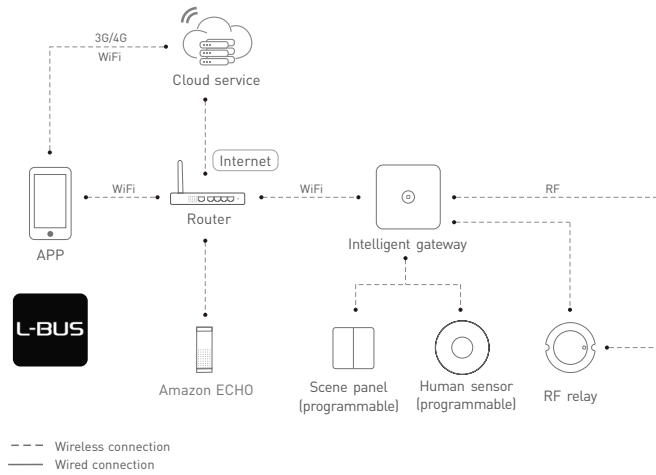 3G/4G
WiFi
Cloud service
Internet
WiFi
WiFi
RF
Router
Intelligent gateway
APP
L-BUS
Amazon ECHO
Scene panel
(programmable)
Human sensor
(programmable)
RF relay
Wireless connection
Wired connection